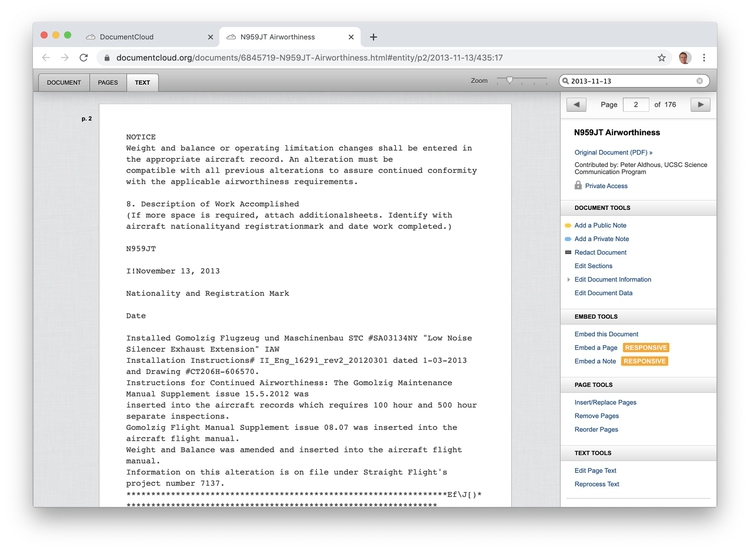 DocumentCloud
N959JT Airworthiness
documentcloud.org/documents/6845719-N959JT-Airworthiness.html#entity/p2/2013-11-13/435:17
DOCUMENT PAGES TEXT
Zoom
2013-11-13
p. 2
NOTICE
Weight and balance or operating limitation changes shall be entered in
the appropriate aircraft record. An alteration must be
compatible with all previous alterations to assure continued conformity
with the applicable airworthiness requirements.
8. Description of Work Accomplished
(If more space is required, attach additionalsheets. Identify with
aircraft nationalityand registrationmark and date work completed.)
N959JT
I!November 13, 2013
Nationality and Registration Mark
Date
Installed Gomolzig Flugzeug und Maschinenbau STC #SA03134NY "Low Noise
Silencer Exhaust Extension" IAW
Installation Instructions# II_Eng_16291_rev2_20120301 dated 1-03-2013
and Drawing #CT206H-606570.
Instructions for Continued Airworthiness: The Gomolzig Maintenance
Manual Supplement issue 15.5.2012 was
inserted into the aircraft records which requires 100 hour and 500 hour
separate inspections.
Gomolzig Flight Manual Supplement issue 08.07 was inserted into the
aircraft flight manual.
Weight and Balance was amended and inserted into the aircraft flight
manual.
Information on this alteration is on file under Straight Flight's
project number 7137.
*****************************************************************Ef\J[)*
***************************************************************
Page 2 of 176
N959JT Airworthiness
Original Document (PDF) »
Contributed by: Peter Aldhous, UCSC Science
Communication Program
Private Access
DOCUMENT TOOLS
Add a Public Note
Add a Private Note
Redact Document
Edit Sections
Edit Document Information
Edit Document Data
EMBED TOOLS
Embed this Document
Embed a Page RESPONSIVE
Embed a Note RESPONSIVE
PAGE TOOLS
Insert/Replace Pages
Remove Pages
Reorder Pages
TEXT TOOLS
Edit Page Text
Reprocess Text